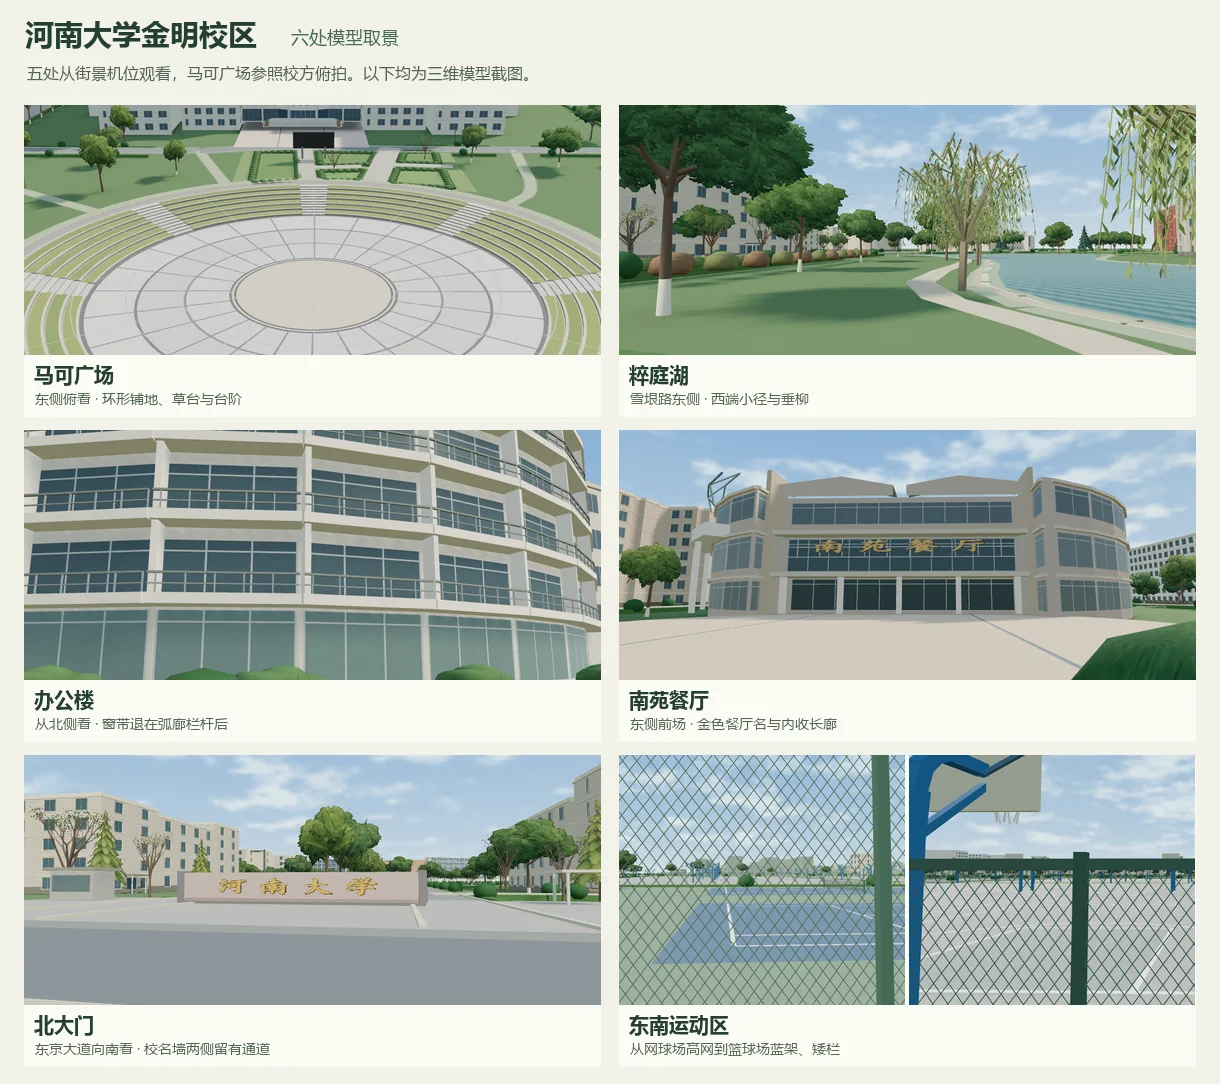 河南大学金明校区 六处模型取景
五处从街景机位观看，马可广场参照校方俯拍。以下均为三维模型截图。
马可广场
东侧俯看 · 环形铺地、草台与台阶
粹庭湖
雪垠路东侧 · 西端小径与垂柳
南苑餐厅
办公楼
从北侧看 · 窗带退在弧廊栏杆后
南苑餐厅
东侧前场 · 金色餐厅名与内收长廊
河南大学
北大门
东京大道向南看 · 校名墙两侧留有通道
东南运动区
从网球场高网到篮球场蓝架、矮栏